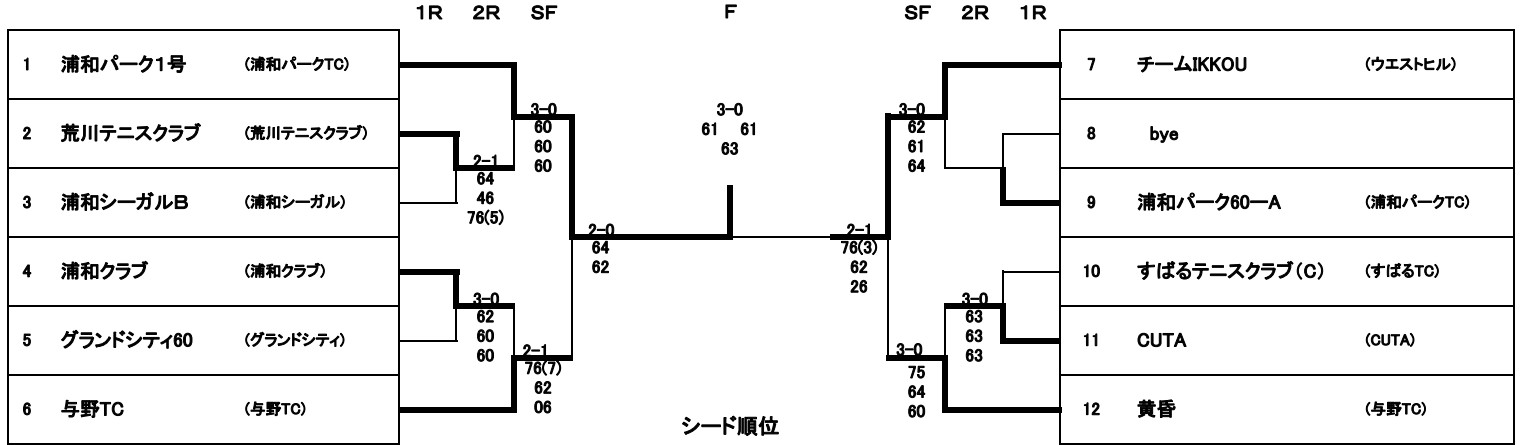 １R ２R SF F SF ２R １R
1 浦和パーク１号 (浦和パークTC)
2 荒川テニスクラブ (荒川テニスクラブ)
3 浦和シーガルB (浦和シーガル)
4 浦和クラブ (浦和クラブ)
5 グランドシティ60 (グランドシティ)
6 与野TC (与野TC)
2-1
64
46
76(5)
3-0
62
60
60
3-0
60
60
60
2-1
76(7)
62
06
2-0
64
62
3-0
61 61
63
2-1
76(3)
62
26
3-0
62
61
64
3-0
75
64
60
3-0
63
63
63
7 チームIKKOU (ウエストヒル)
8 bye
9 浦和パーク60ーA (浦和パークTC)
10 すばるテニスクラブ（C） (すばるTC)
11 CUTA (CUTA)
12 黄昏 (与野TC)
シード順位